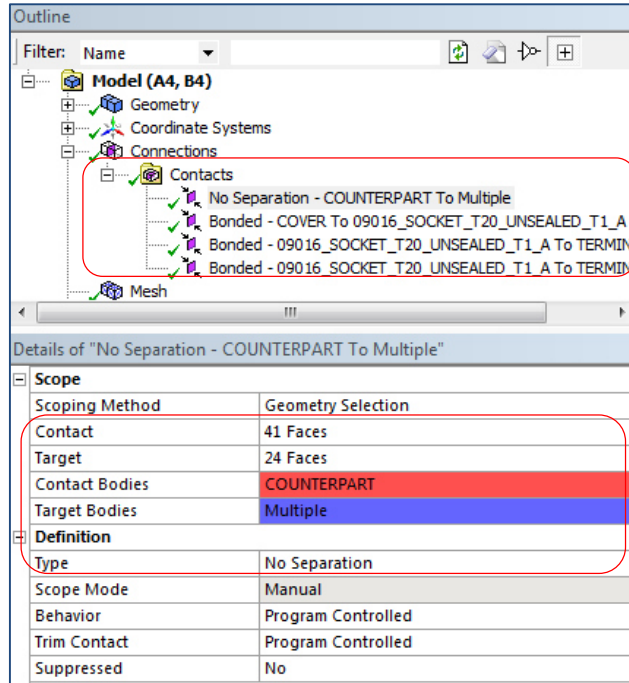 Outline
Filter: Name
Model (A4, B4)
Geometry
Coordinate Systems
Connections
Contacts
No Separation - COUNTERPART To Multiple
Bonded - COVER To 09016_SOCKET_T20_UNSEALED_T1_A
Bonded - 09016_SOCKET_T20_UNSEALED_T1_A To TERMIN
Bonded - 09016_SOCKET_T20_UNSEALED_T1_A To TERMIN
Mesh
Details of "No Separation - COUNTERPART To Multiple"
Scope
Scoping Method Geometry Selection
Contact 41 Faces
Target 24 Faces
Contact Bodies COUNTERPART
Target Bodies Multiple
Definition
Type No Separation
Scope Mode Manual
Behavior Program Controlled
Trim Contact Program Controlled
Suppressed No